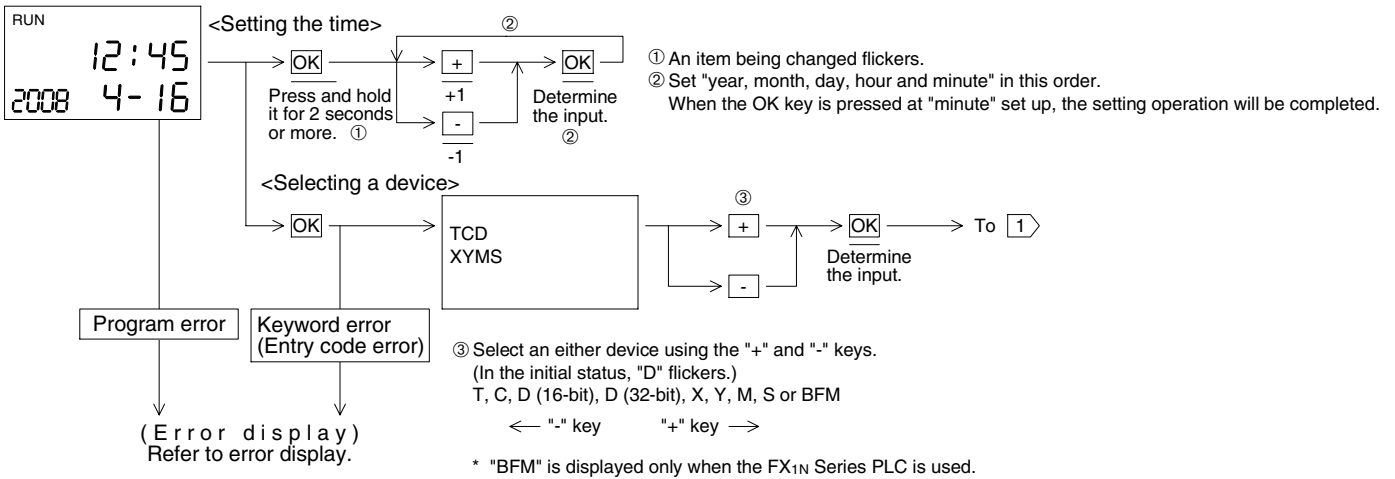 RUN
12:45
2008 4-16
<Setting the time>
OK
Press and hold
it for 2 seconds
or more. ①
+
+1
-
-1
②
OK
Determine
the input.
②
① An item being changed flickers.
② Set "year, month, day, hour and minute" in this order.
When the OK key is pressed at "minute" set up, the setting operation will be completed.
<Selecting a device>
OK
TCD
XYMS
③
+
-
OK
Determine
the input.
To 1
Program error
Keyword error
(Entry code error)
(Error display)
Refer to error display.
③ Select an either device using the "+" and "-" keys.
(In the initial status, "D" flickers.)
T, C, D (16-bit), D (32-bit), X, Y, M, S or BFM
← "-" key "+" key →
* "BFM" is displayed only when the FX1N Series PLC is used.